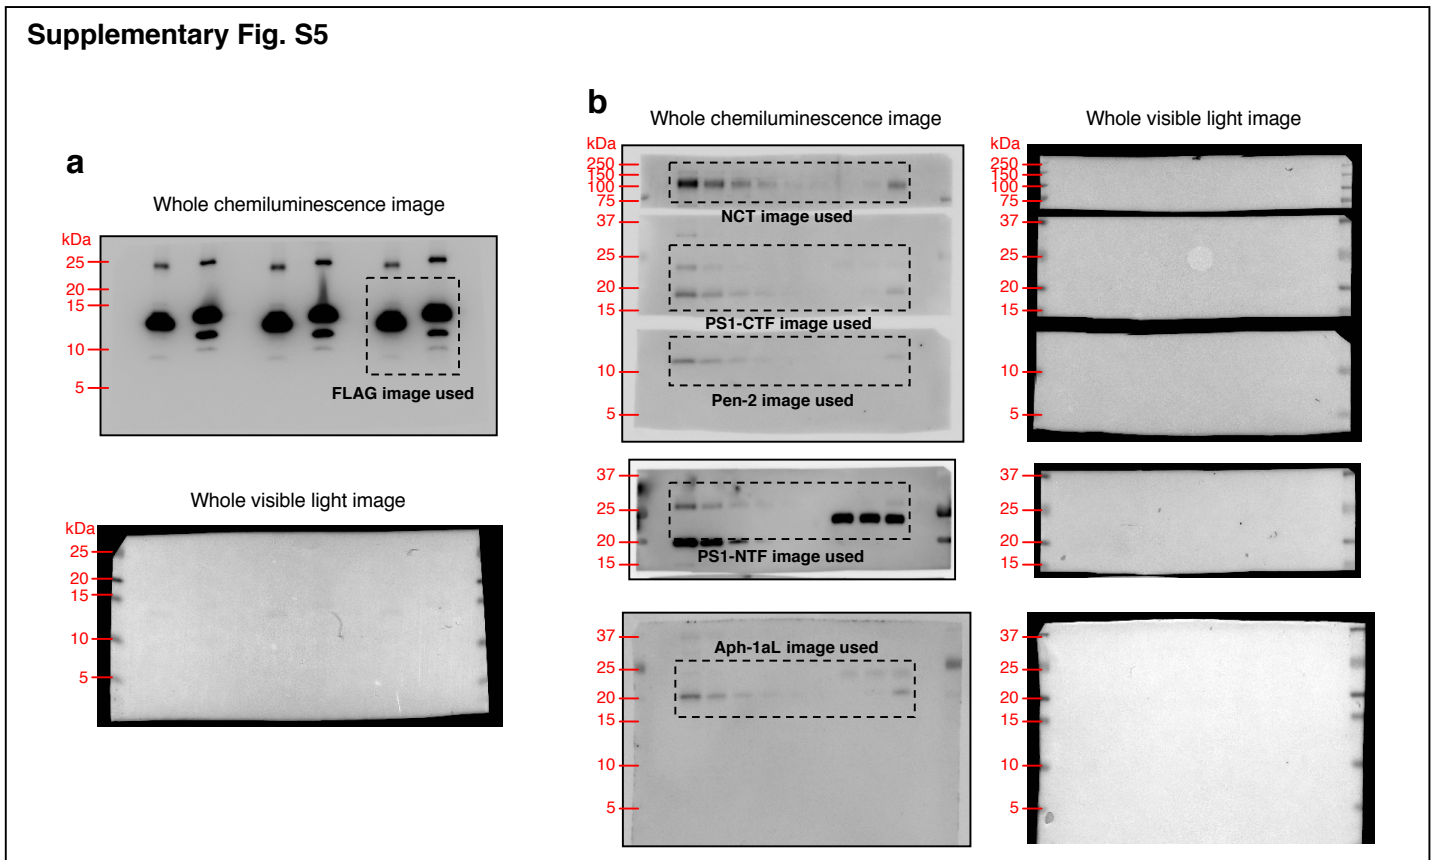 Supplementary Fig. S5
a
Whole chemiluminescence image
kDa
25
20
15
10
5
FLAG image used
Whole visible light image
kDa
25
20
15
10
5
b
Whole chemiluminescence image
kDa
250
150
100
75
37
25
20
15
10
5
NCT image used
PS1-CTF image used
Pen-2 image used
37
25
20
15
PS1-NTF image used
37
25
20
15
10
5
Aph-1aL image used
Whole visible light image
kDa
250
150
100
75
37
25
20
15
10
5
37
25
20
15
37
25
20
15
10
5